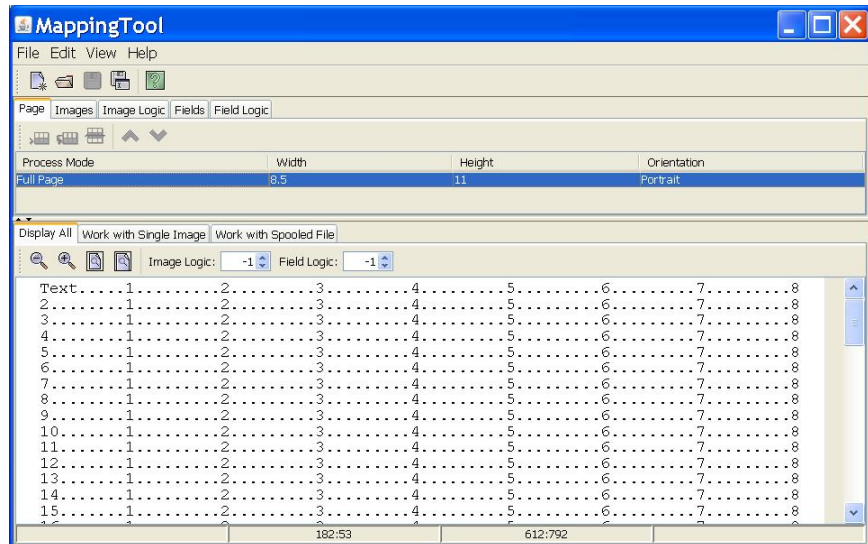 MappingTool
File Edit View Help
Page Images Image Logic Fields Field Logic
Process Mode Width Height Orientation
Full Page 8.5 11 Portrait
Display All Work with Single Image Work with Spooled File
Image Logic: -1 Field Logic: -1
Text.....1.........2.........3.........4.........5.........6.........7.........8
2........1.........2.........3.........4.........5.........6.........7.........8
3........1.........2.........3.........4.........5.........6.........7.........8
4........1.........2.........3.........4.........5.........6.........7.........8
5........1.........2.........3.........4.........5.........6.........7.........8
6........1.........2.........3.........4.........5.........6.........7.........8
7........1.........2.........3.........4.........5.........6.........7.........8
8........1.........2.........3.........4.........5.........6.........7.........8
9........1.........2.........3.........4.........5.........6.........7.........8
10.......1.........2.........3.........4.........5.........6.........7.........8
11.......1.........2.........3.........4.........5.........6.........7.........8
12.......1.........2.........3.........4.........5.........6.........7.........8
13.......1.........2.........3.........4.........5.........6.........7.........8
14.......1.........2.........3.........4.........5.........6.........7.........8
15.......1.........2.........3.........4.........5.........6.........7.........8
182:53 612:792